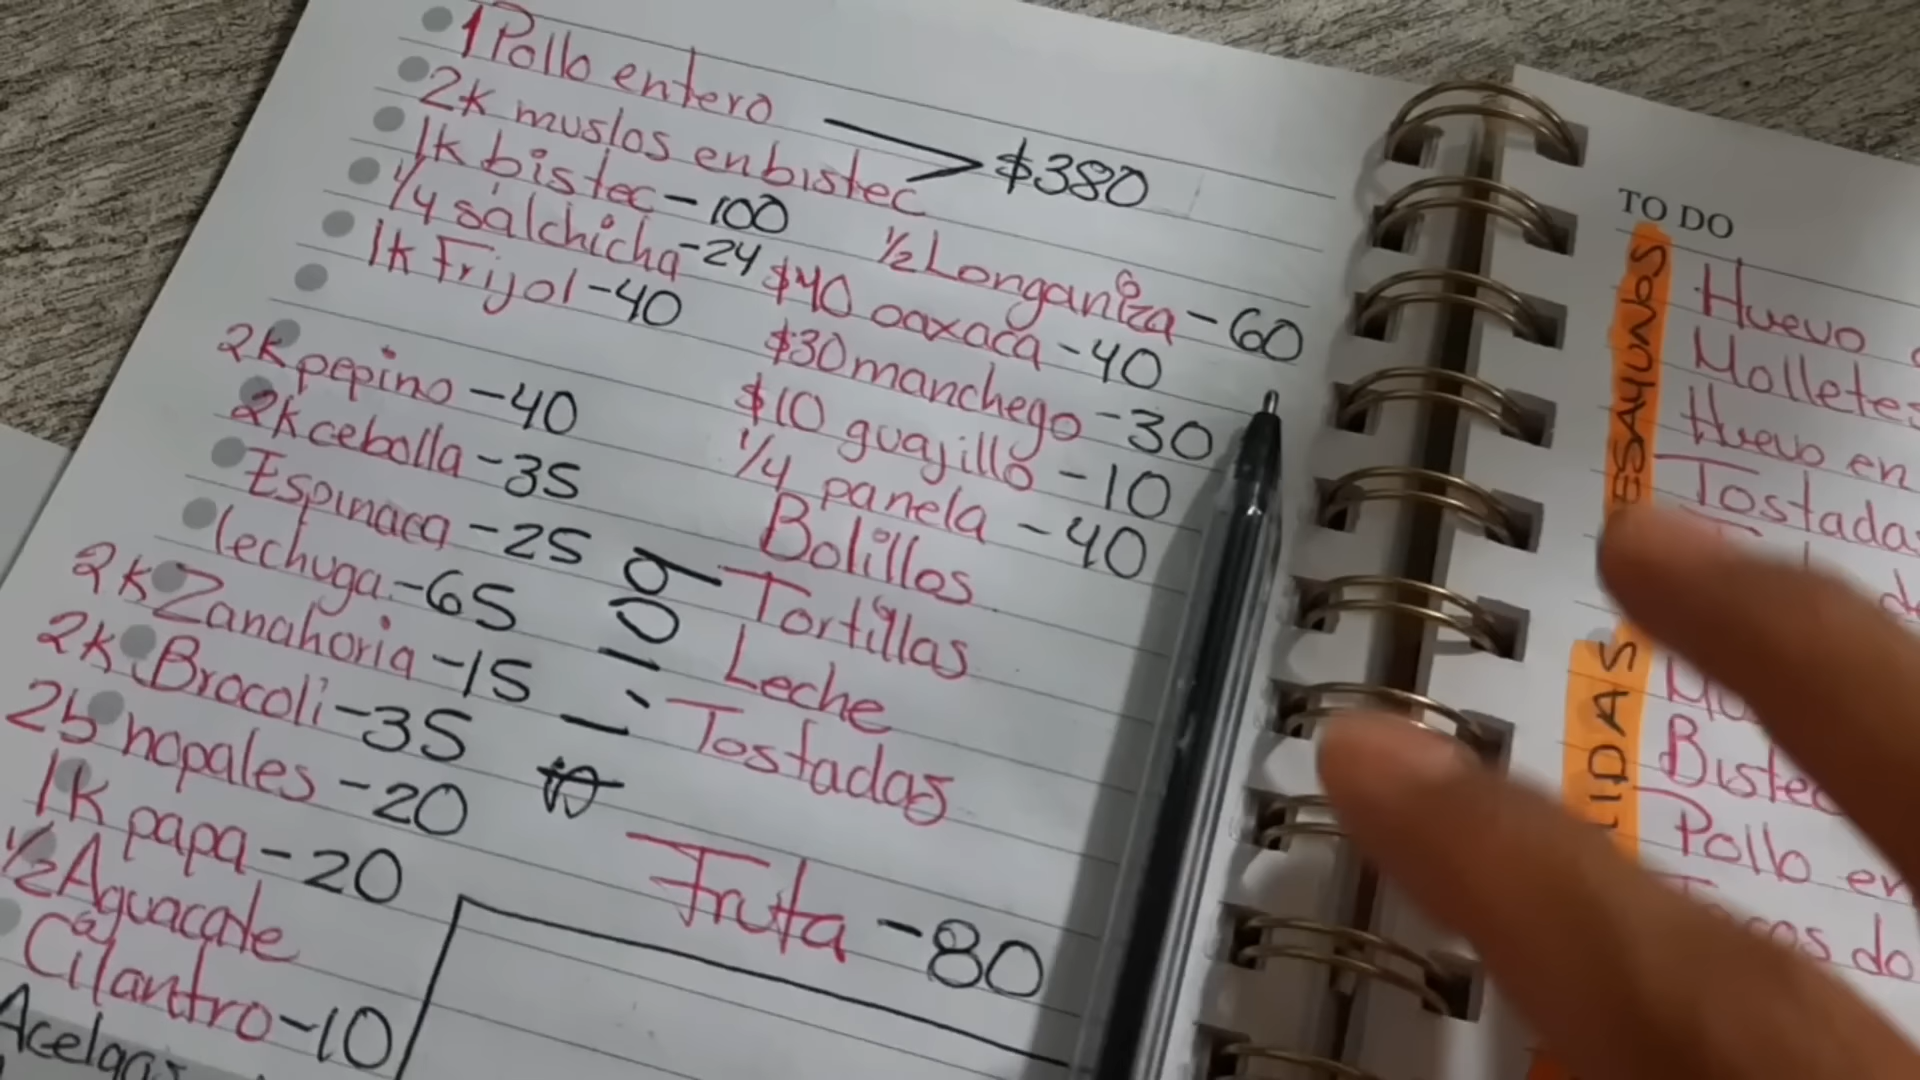 1 Pollo entero
2K muslos en bistec
$380
1k bistec - 100
1/4 salchicha - 24
1k Frijol - 40
2K pepino - 40
2K cebolla - 35
Espinaca - 25
lechuga - 65
2K Zanahoria - 15
2K Brocoli - 35
2b nopales - 20
1K papa - 20
1/2 Aguacate
Cilantro - 10
Acelgas
1/2 Longaniza - 60
$40 oaxaca - 40
$30 manchego - 30
$10 guajillo - 10
1/4 panela - 40
Bolillos
Tortillas
Leche
Tostadas
Fruta - 80
TO DO
Huevo
Molletes
Huevo en
Tostadas
Bistec
Pollo en